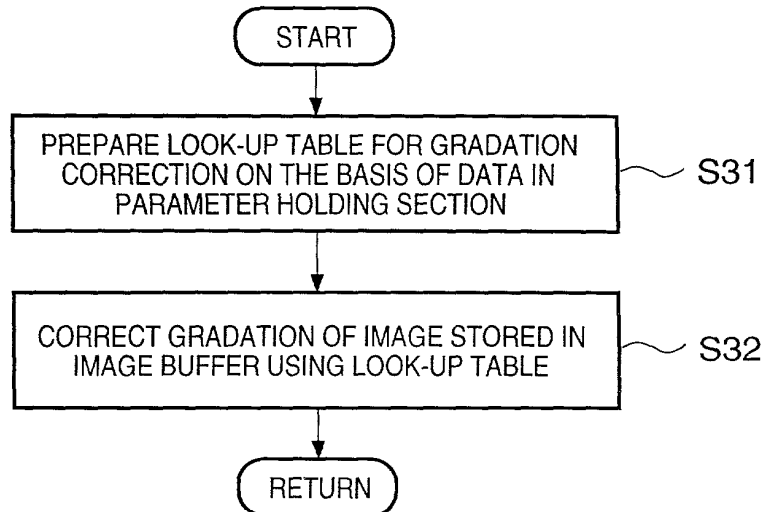 START
PREPARE LOOK-UP TABLE FOR GRADATION
CORRECTION ON THE BASIS OF DATA IN
PARAMETER HOLDING SECTION
S31
CORRECT GRADATION OF IMAGE STORED IN
IMAGE BUFFER USING LOOK-UP TABLE
S32
RETURN